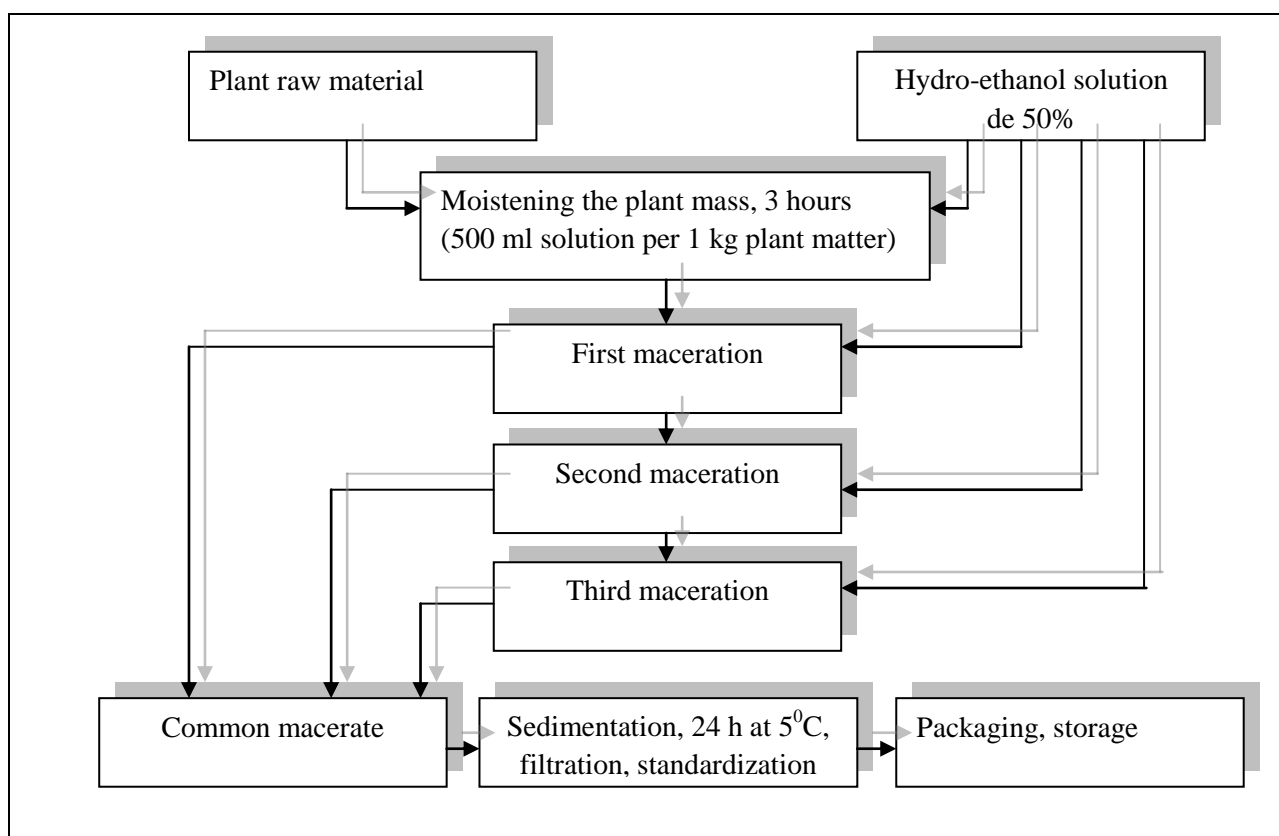 Plant raw material
Hydro-ethanol solution
de 50%
Moistening the plant mass, 3 hours
(500 ml solution per 1 kg plant matter)
First maceration
Second maceration
Third maceration
Common macerate
Sedimentation, 24 h at 5⁰C,
filtration, standardization
Packaging, storage